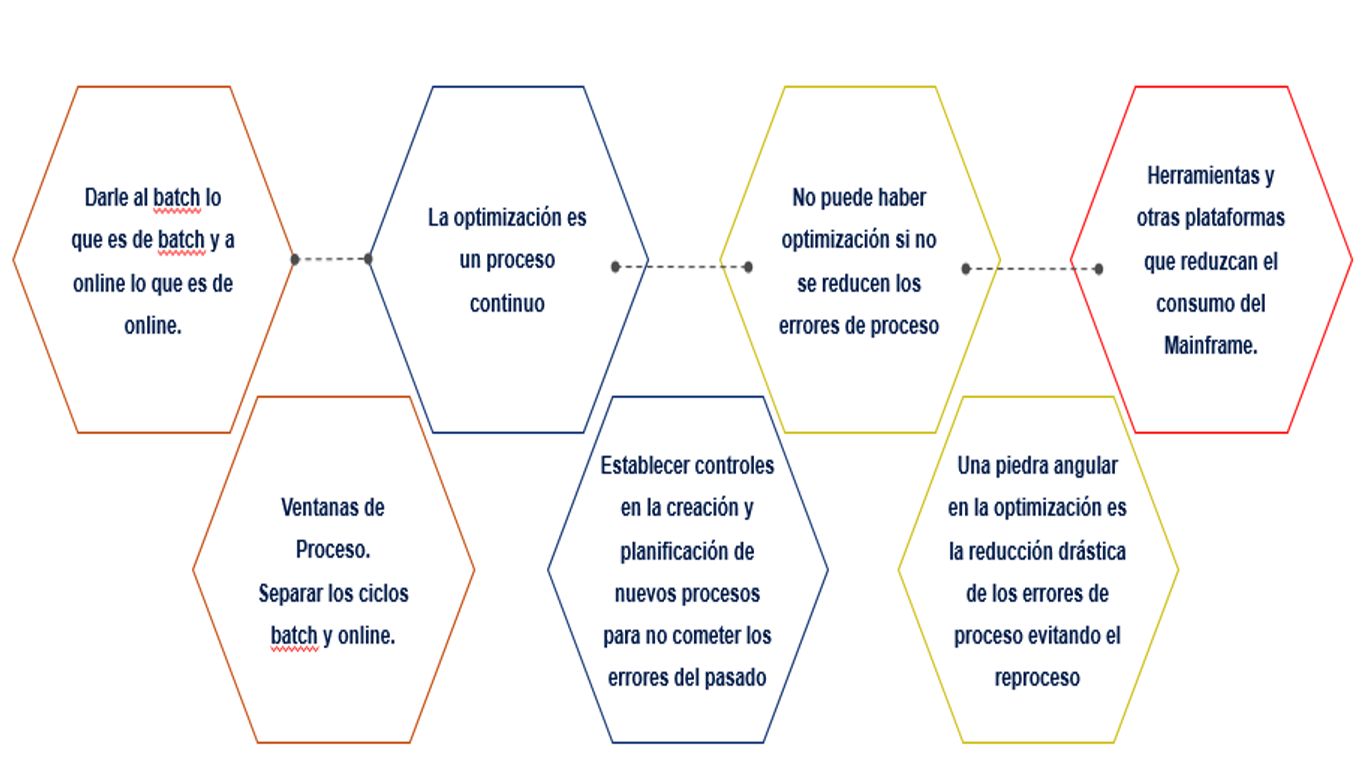 Darle al batch lo
que es de batch y a
online lo que es de
online.
La optimización es
un proceso
continuo
No puede haber
optimización si no
se reducen los
errores de proceso
Herramientas y
otras plataformas
que reduzcan el
consumo del
Mainframe.
Ventanas de
Proceso.
Separar los ciclos
batch y online.
Establecer controles
en la creación y
planificación de
nuevos procesos
para no cometer los
errores del pasado
Una piedra angular
en la optimización es
la reducción drástica
de los errores de
proceso evitando el
reproceso